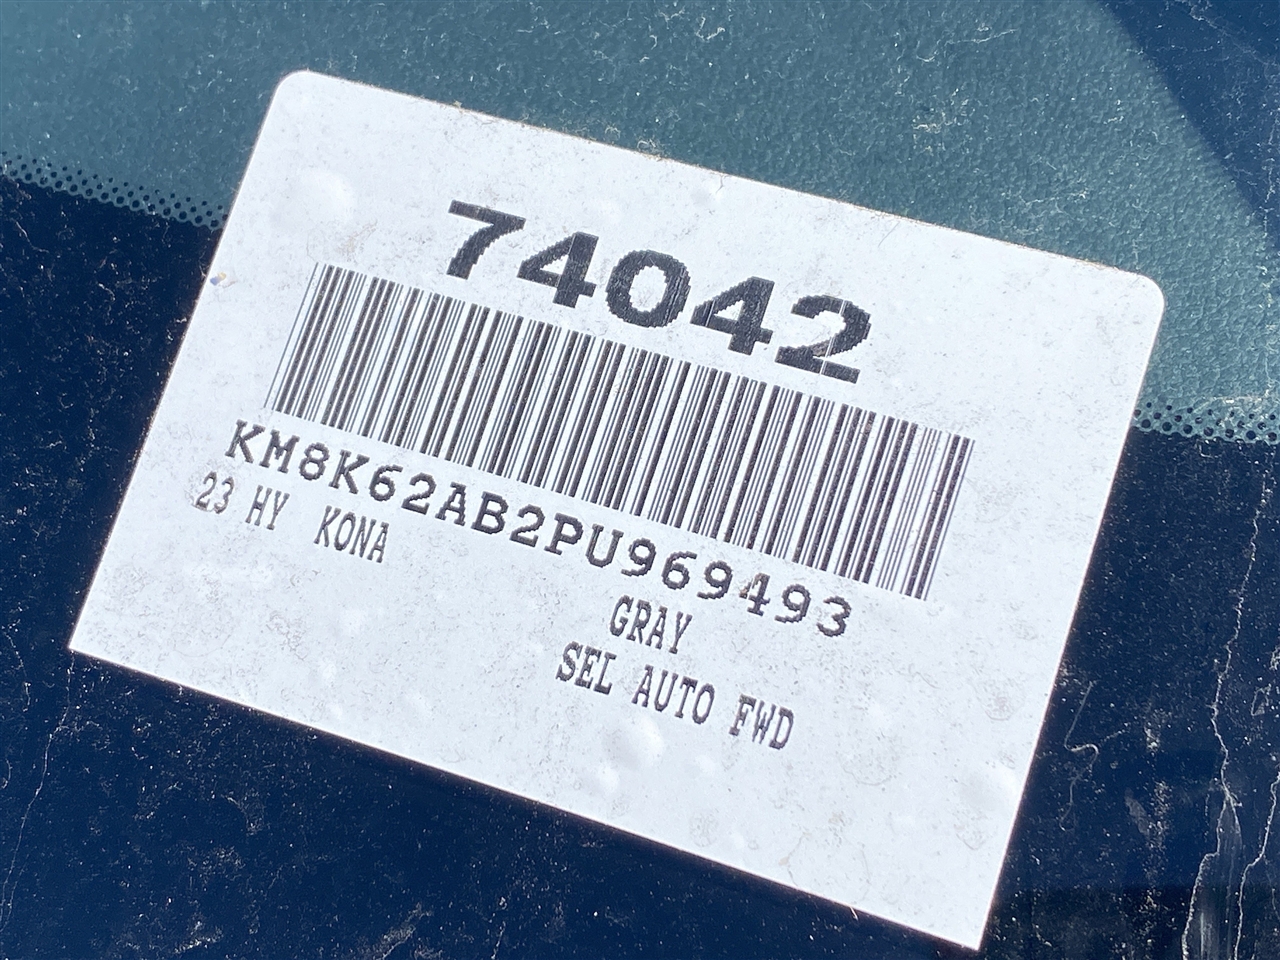 74042
KM8K62AB2PU969493
23 HY KONA
GRAY
SEL AUTO FWD